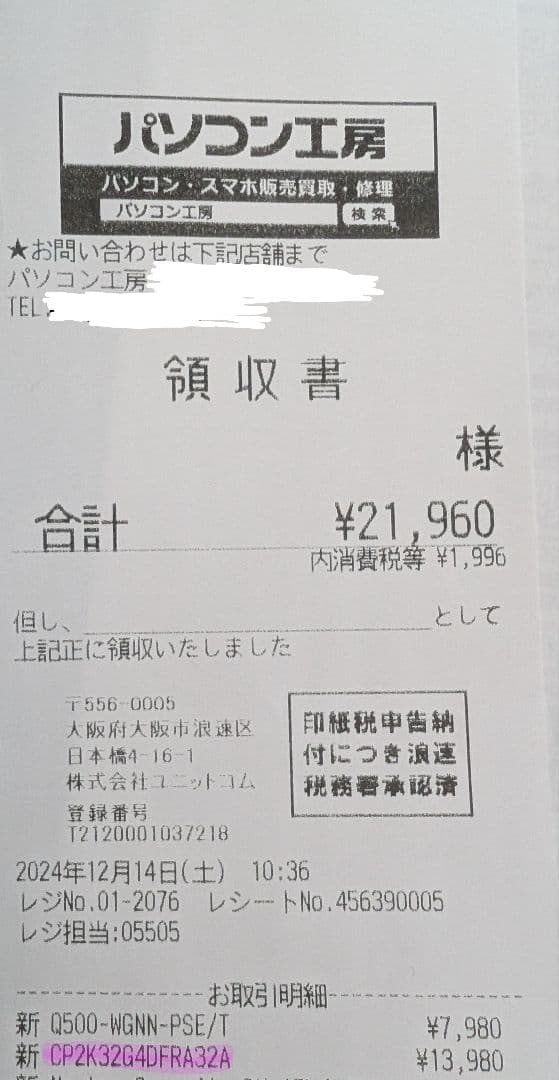 パソコン工房
パソコン・スマホ販売買取・修理
パソコン工房 検索
★お問い合わせは下記店舗まで
パソコン工房
TEL
領収書
様
合計 ¥21,960
内消費税等 ¥1,996
但し、 として
上記正に領収いたしました
〒556-0005
大阪府大阪市浪速区
日本橋4-16-1
株式会社ユニットコム
登録番号
T2120001037218
印紙税申告納
付につき浪速
税務署承認済
2024年12月14日(土) 10:36
レジNo.01-2076 レシートNo.456390005
レジ担当:05505
お取引明細
新 Q500-WGNN-PSE/T ¥7,980
新 CP2K32G4DFRA32A ¥13,980